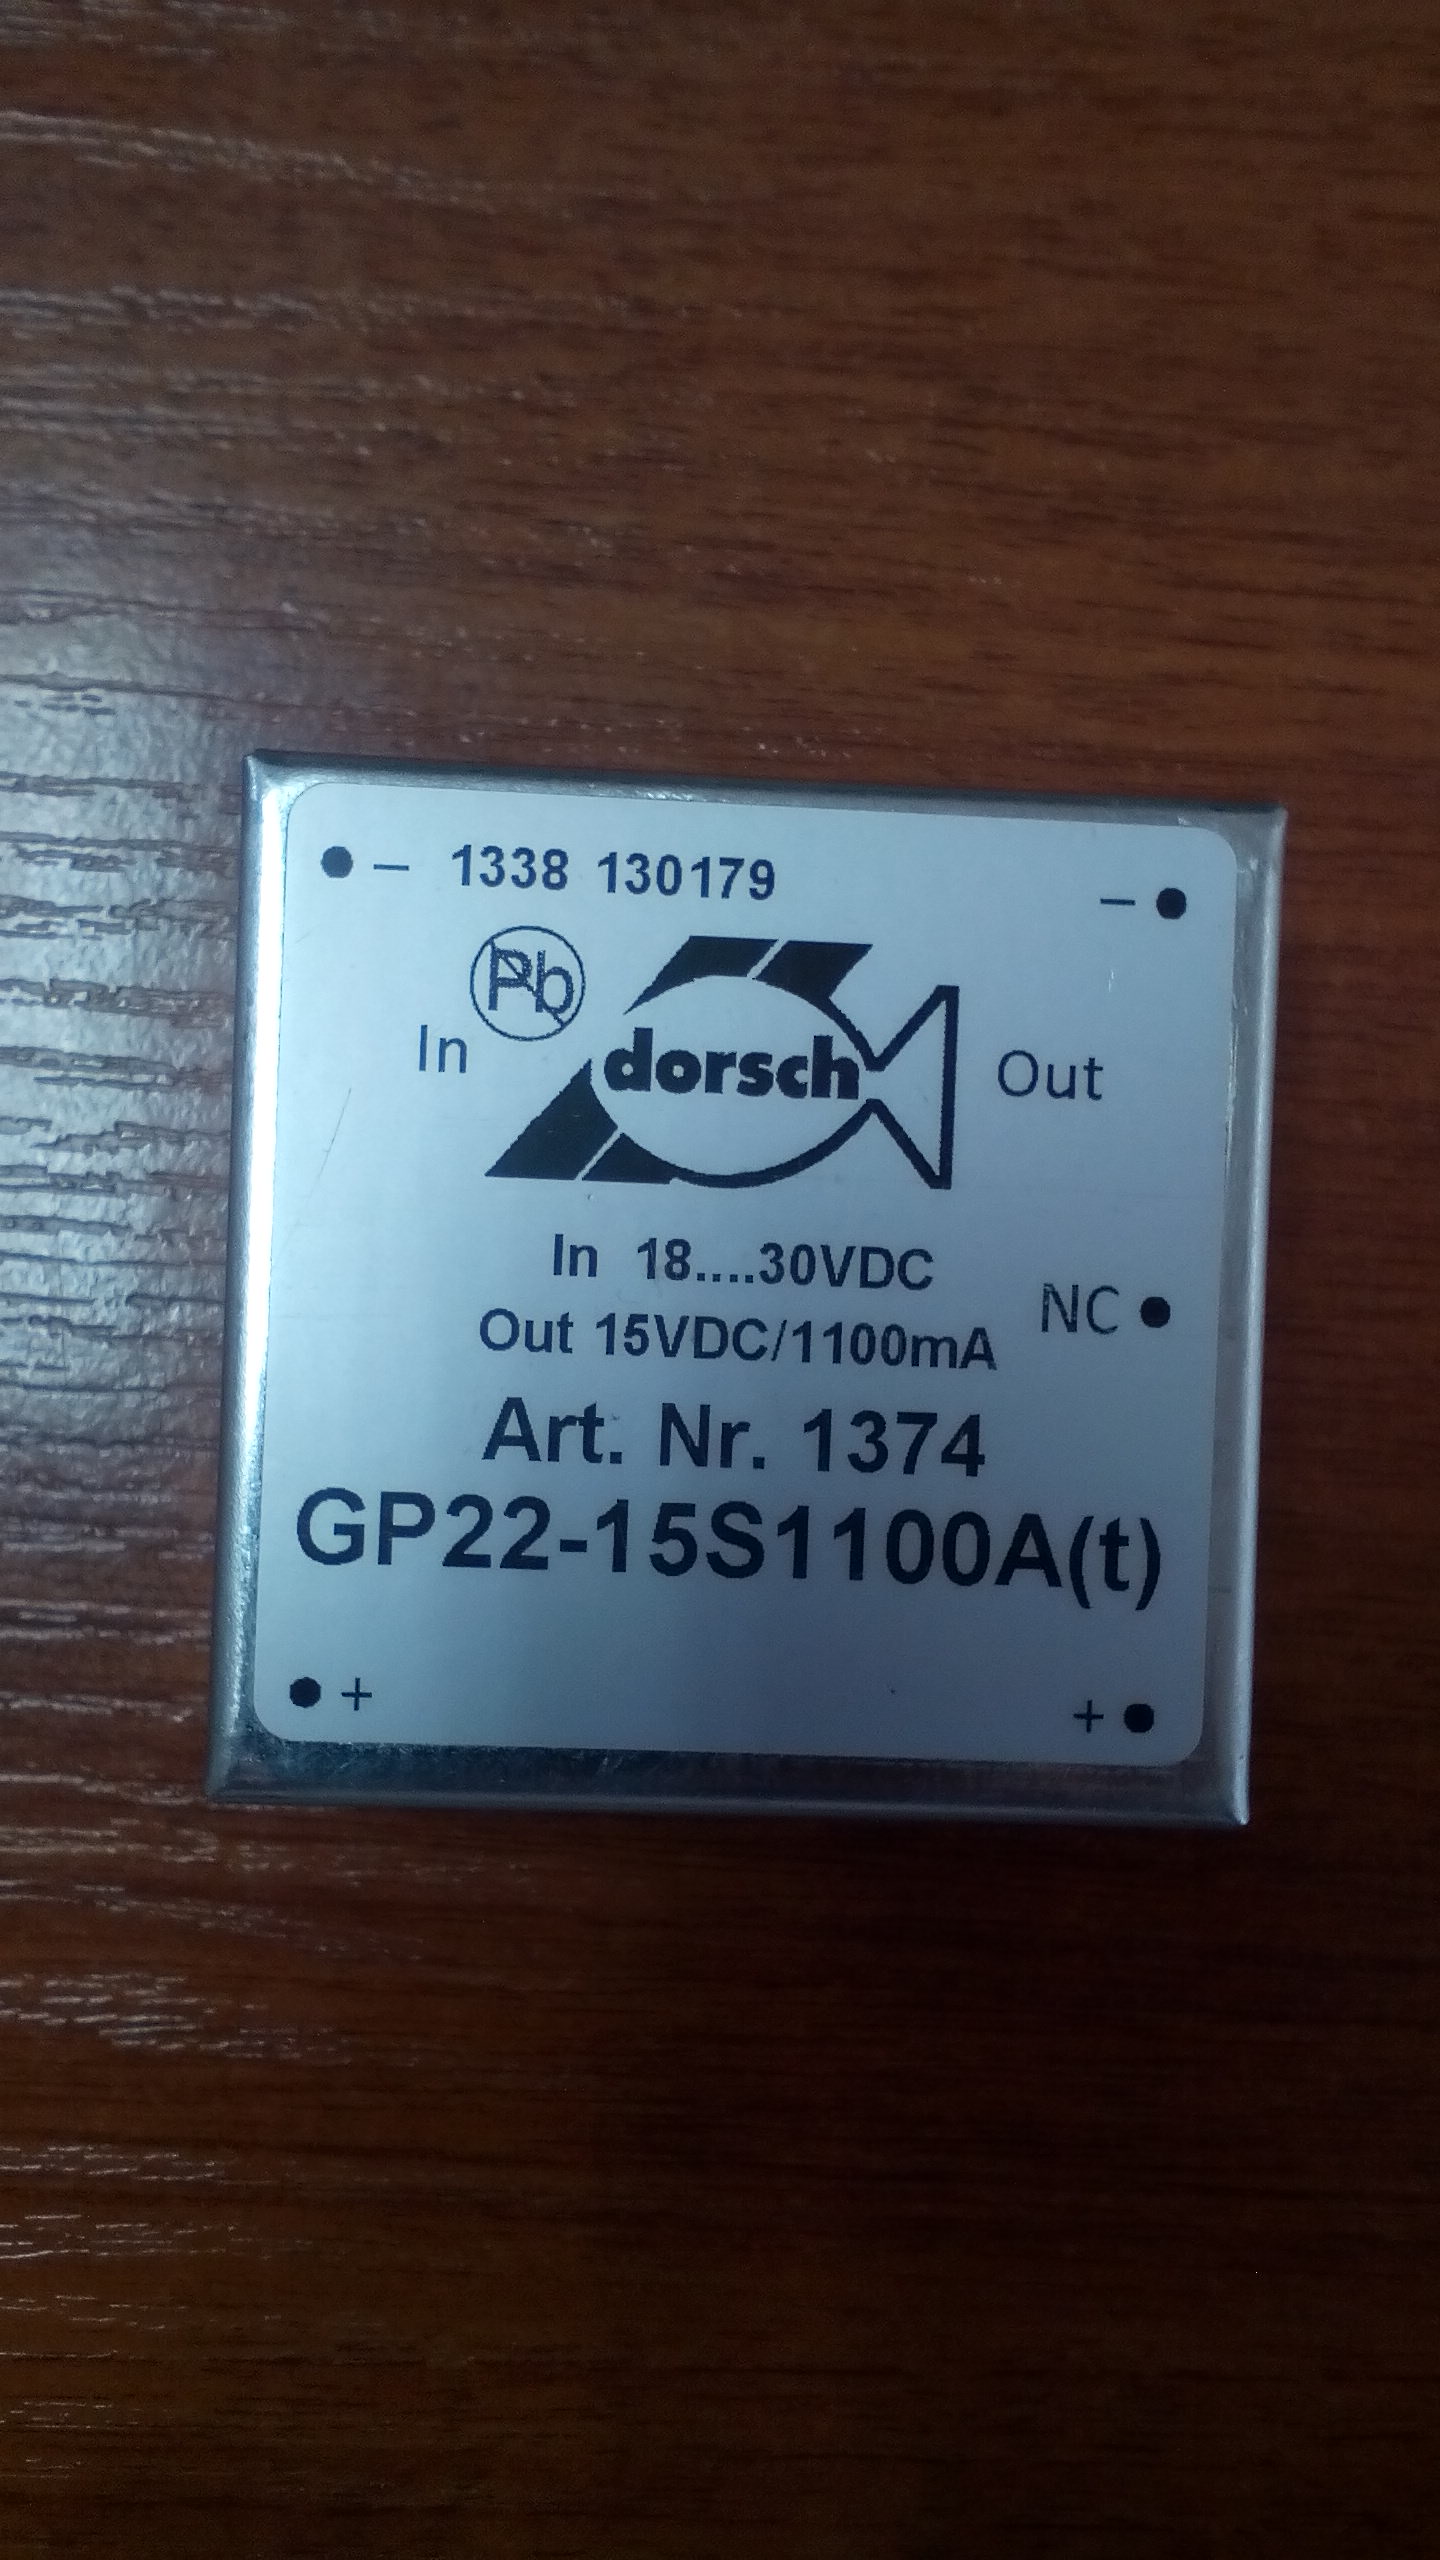 – 1338 130179 –
Pb
In dorsch Out
In 18....30VDC
NC
Out 15VDC/1100mA
Art. Nr. 1374
GP22-15S1100A(t)
+ +